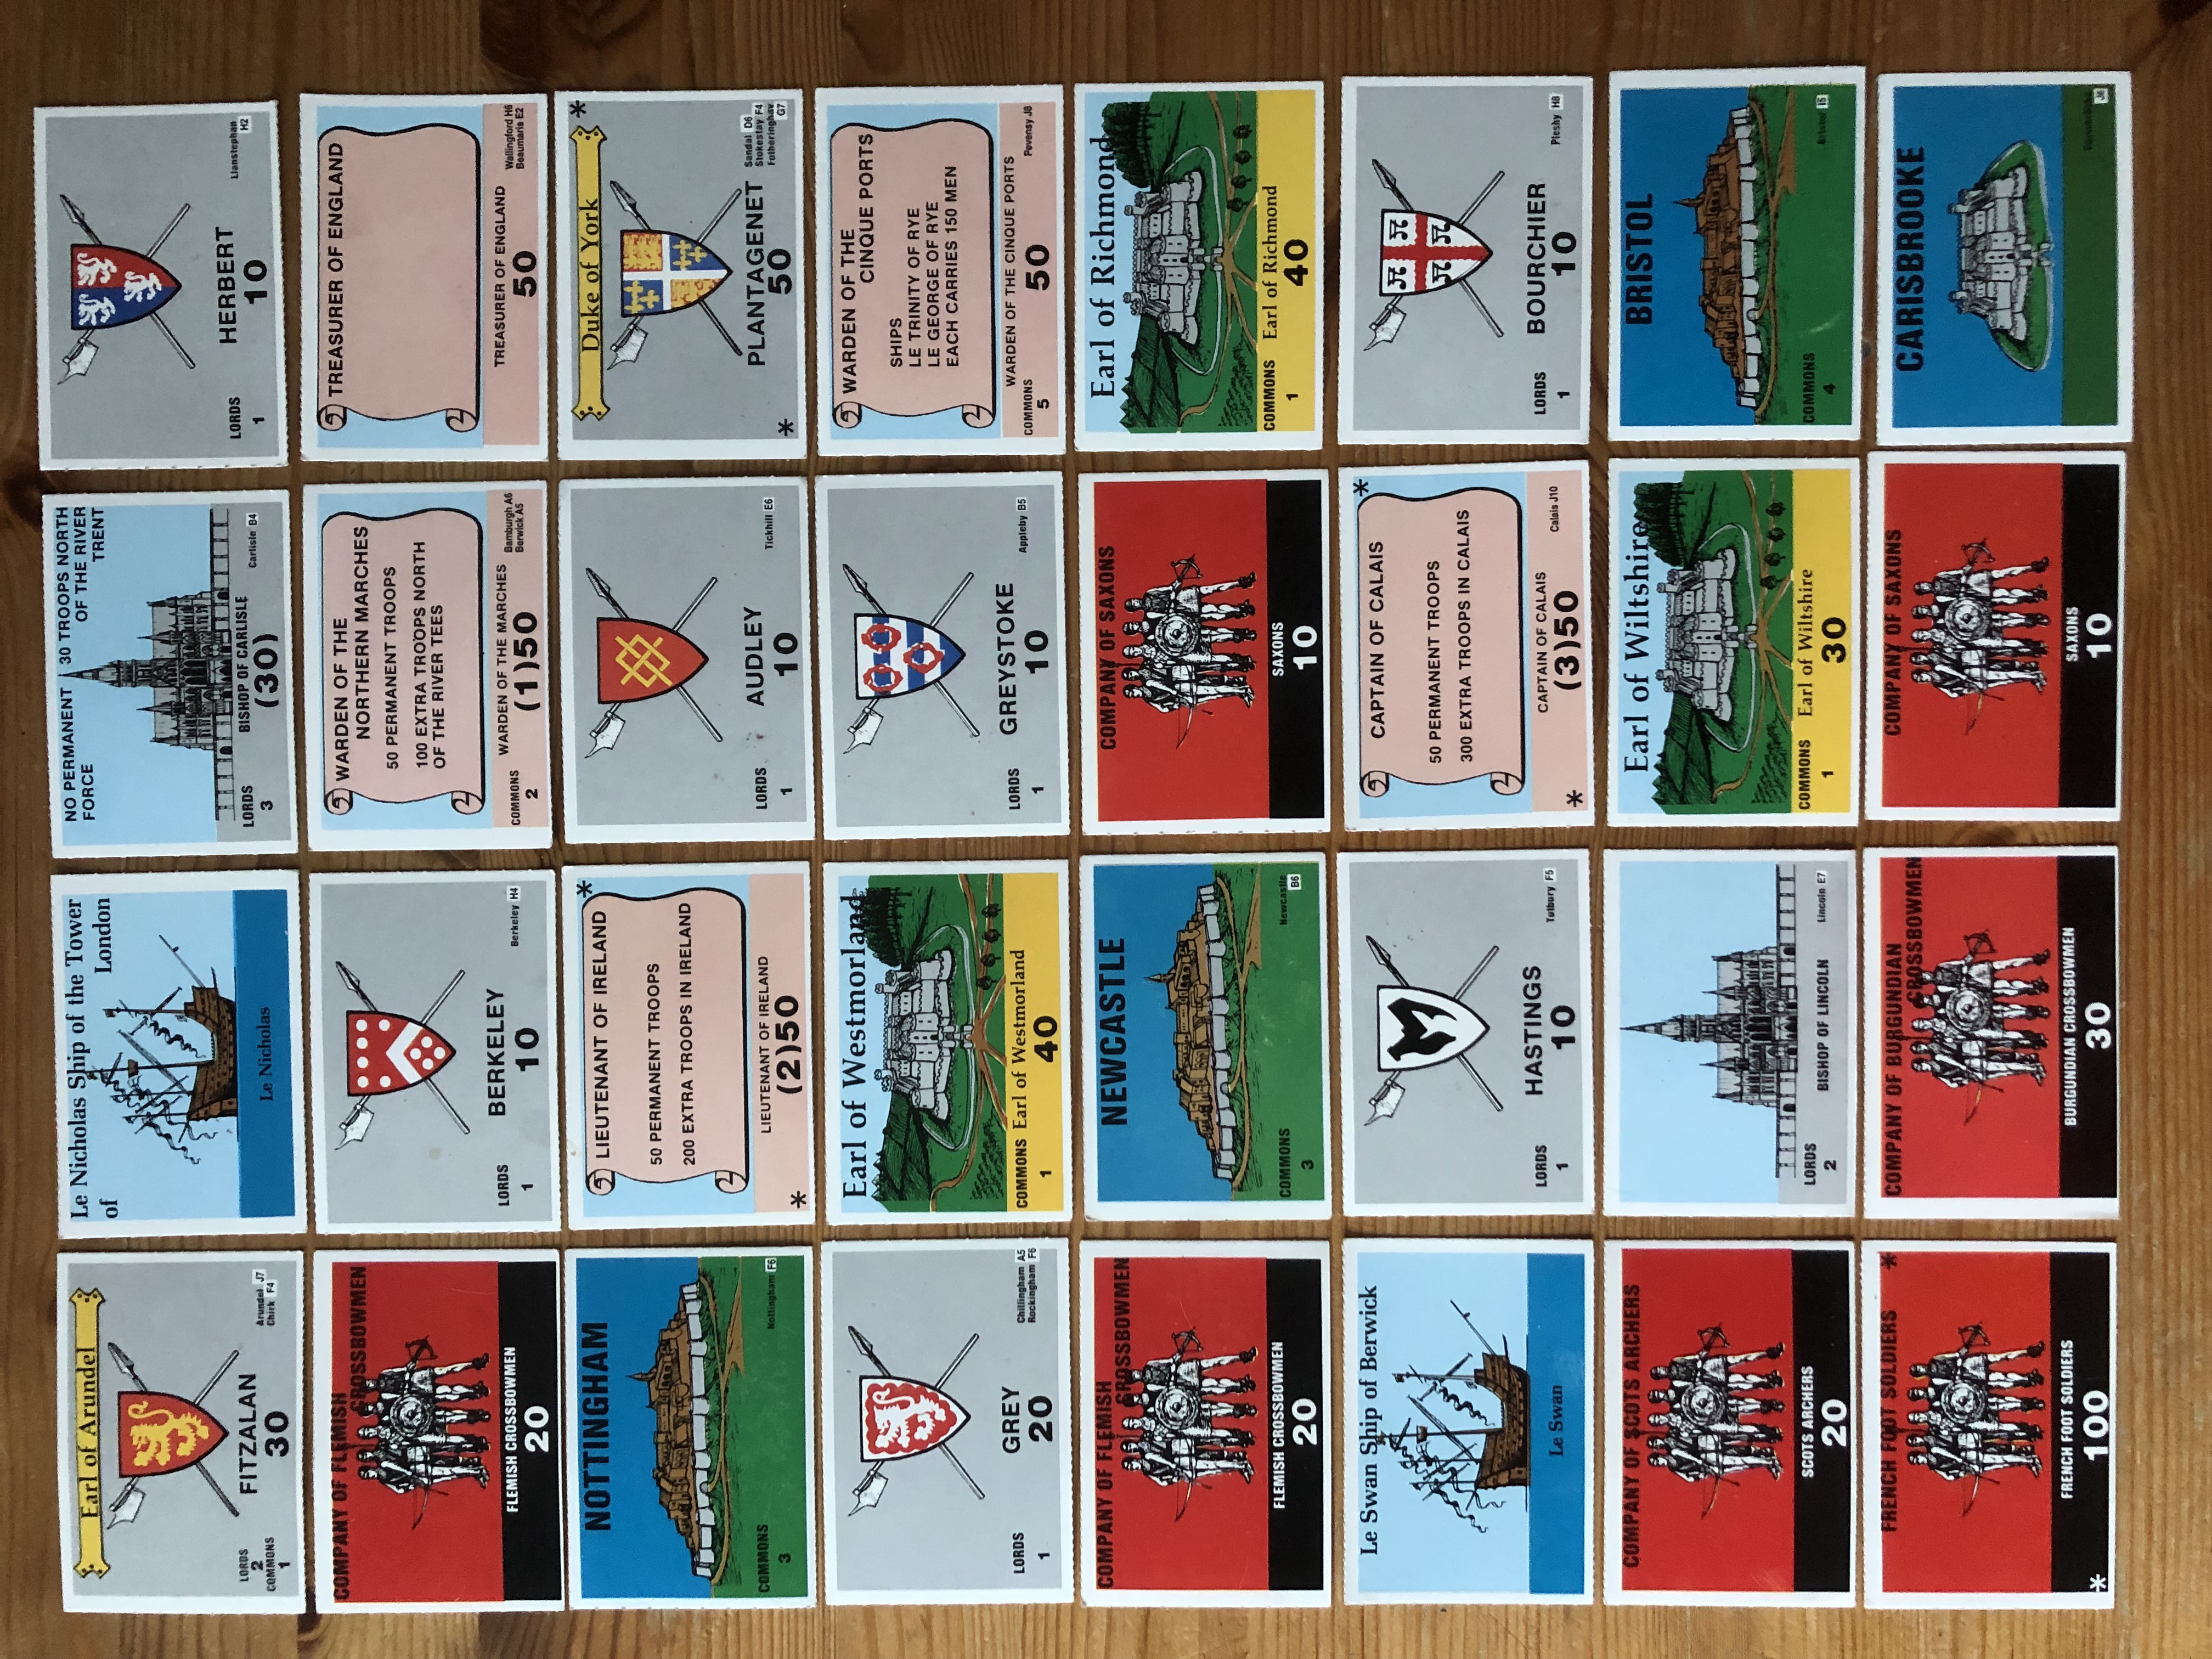 Earl of Arundel
FITZALAN
30
LORDS
2
COMMONS
1
Arundel J7
Chirk F4
Le Nicholas Ship of the Tower
of London
Le Nicholas
NO PERMANENT FORCE
30 TROOPS NORTH
OF THE RIVER
TRENT
BISHOP OF CARLISLE
(30)
LORDS
3
Carlisle B4
HERBERT
10
LORDS
1
Llanstephan
H2
COMPANY OF FLEMISH
CROSSBOWMEN
FLEMISH CROSSBOWMEN
20
BERKELEY
10
LORDS
1
Berkeley H4
WARDEN OF THE
NORTHERN MARCHES
50 PERMANENT TROOPS
100 EXTRA TROOPS NORTH
OF THE RIVER TEES
WARDEN OF THE MARCHES
(1)50
COMMONS
2
Bamburgh A6
Berwick A5
TREASURER OF ENGLAND
TREASURER OF ENGLAND
50
Wallingford H6
Beaumaris E2
NOTTINGHAM
COMMONS
3
Nottingham F6
*
LIEUTENANT OF IRELAND
50 PERMANENT TROOPS
200 EXTRA TROOPS IN IRELAND
LIEUTENANT OF IRELAND
(2)50
*
AUDLEY
10
LORDS
1
Tickhill E6
*
Duke of York
PLANTAGENET
50
*
Sandal D6
Stokesay F4
Fotheringhay
G7
GREY
20
LORDS
1
Chillingham A5
Rockingham F6
Earl of Westmorland
COMMONS
1
Earl of Westmorland
40
GREYSTOKE
10
LORDS
1
Appleby B5
WARDEN OF THE
CINQUE PORTS
SHIPS
LE TRINITY OF RYE
LE GEORGE OF RYE
EACH CARRIES 150 MEN
WARDEN OF THE CINQUE PORTS
50
COMMONS
5
Pevensy J8
COMPANY OF FLEMISH
CROSSBOWMEN
FLEMISH CROSSBOWMEN
20
NEWCASTLE
COMMONS
3
Newcastle
B6
COMPANY OF SAXONS
SAXONS
10
Earl of Richmond
COMMONS
1
Earl of Richmond
40
Le Swan Ship of Berwick
Le Swan
HASTINGS
10
LORDS
1
Tutbury F5
*
CAPTAIN OF CALAIS
50 PERMANENT TROOPS
300 EXTRA TROOPS IN CALAIS
CAPTAIN OF CALAIS
(3)50
*
Calais J10
BOURCHIER
10
LORDS
1
Pleshy H8
COMPANY OF SCOTS ARCHERS
SCOTS ARCHERS
20
BISHOP OF LINCOLN
LORDS
2
Lincoln E7
Earl of Wiltshire
COMMONS
1
Earl of Wiltshire
30
BRISTOL
COMMONS
4
Bristol I5
*
FRENCH FOOT SOLDIERS
FRENCH FOOT SOLDIERS
100
*
COMPANY OF BURGUNDIAN
CROSSBOWMEN
BURGUNDIAN CROSSBOWMEN
30
COMPANY OF SAXONS
SAXONS
10
CARISBROOKE
J6